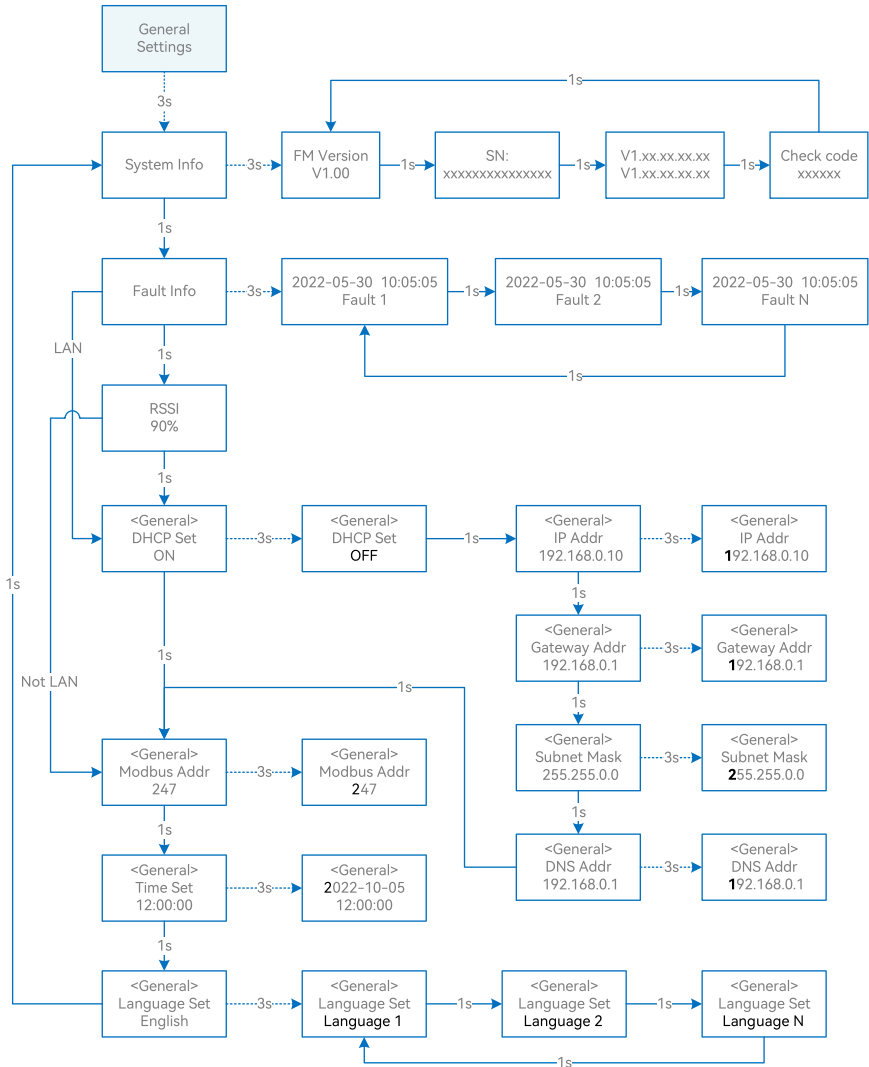 General
Settings
3s
1s
System Info
3s
FM Version
V1.00
1s
SN:
xxxxxxxxxxxxxxx
1s
V1.xx.xx.xx.xx
V1.xx.xx.xx.xx
1s
Check code
xxxxxx
1s
Fault Info
3s
2022-05-30 10:05:05
Fault 1
1s
2022-05-30 10:05:05
Fault 2
1s
2022-05-30 10:05:05
Fault N
LAN
1s
1s
RSSI
90%
1s
<General>
DHCP Set
ON
3s
<General>
DHCP Set
OFF
1s
<General>
IP Addr
192.168.0.10
3s
<General>
IP Addr
192.168.0.10
1s
1s
<General>
Gateway Addr
192.168.0.1
3s
<General>
Gateway Addr
192.168.0.1
1s
Not LAN
1s
1s
<General>
Modbus Addr
247
3s
<General>
Modbus Addr
247
<General>
Subnet Mask
255.255.0.0
3s
<General>
Subnet Mask
255.255.0.0
1s
1s
<General>
Time Set
12:00:00
3s
<General>
2022-10-05
12:00:00
<General>
DNS Addr
192.168.0.1
3s
<General>
DNS Addr
192.168.0.1
1s
<General>
Language Set
English
3s
<General>
Language Set
Language 1
1s
<General>
Language Set
Language 2
1s
<General>
Language Set
Language N
1s